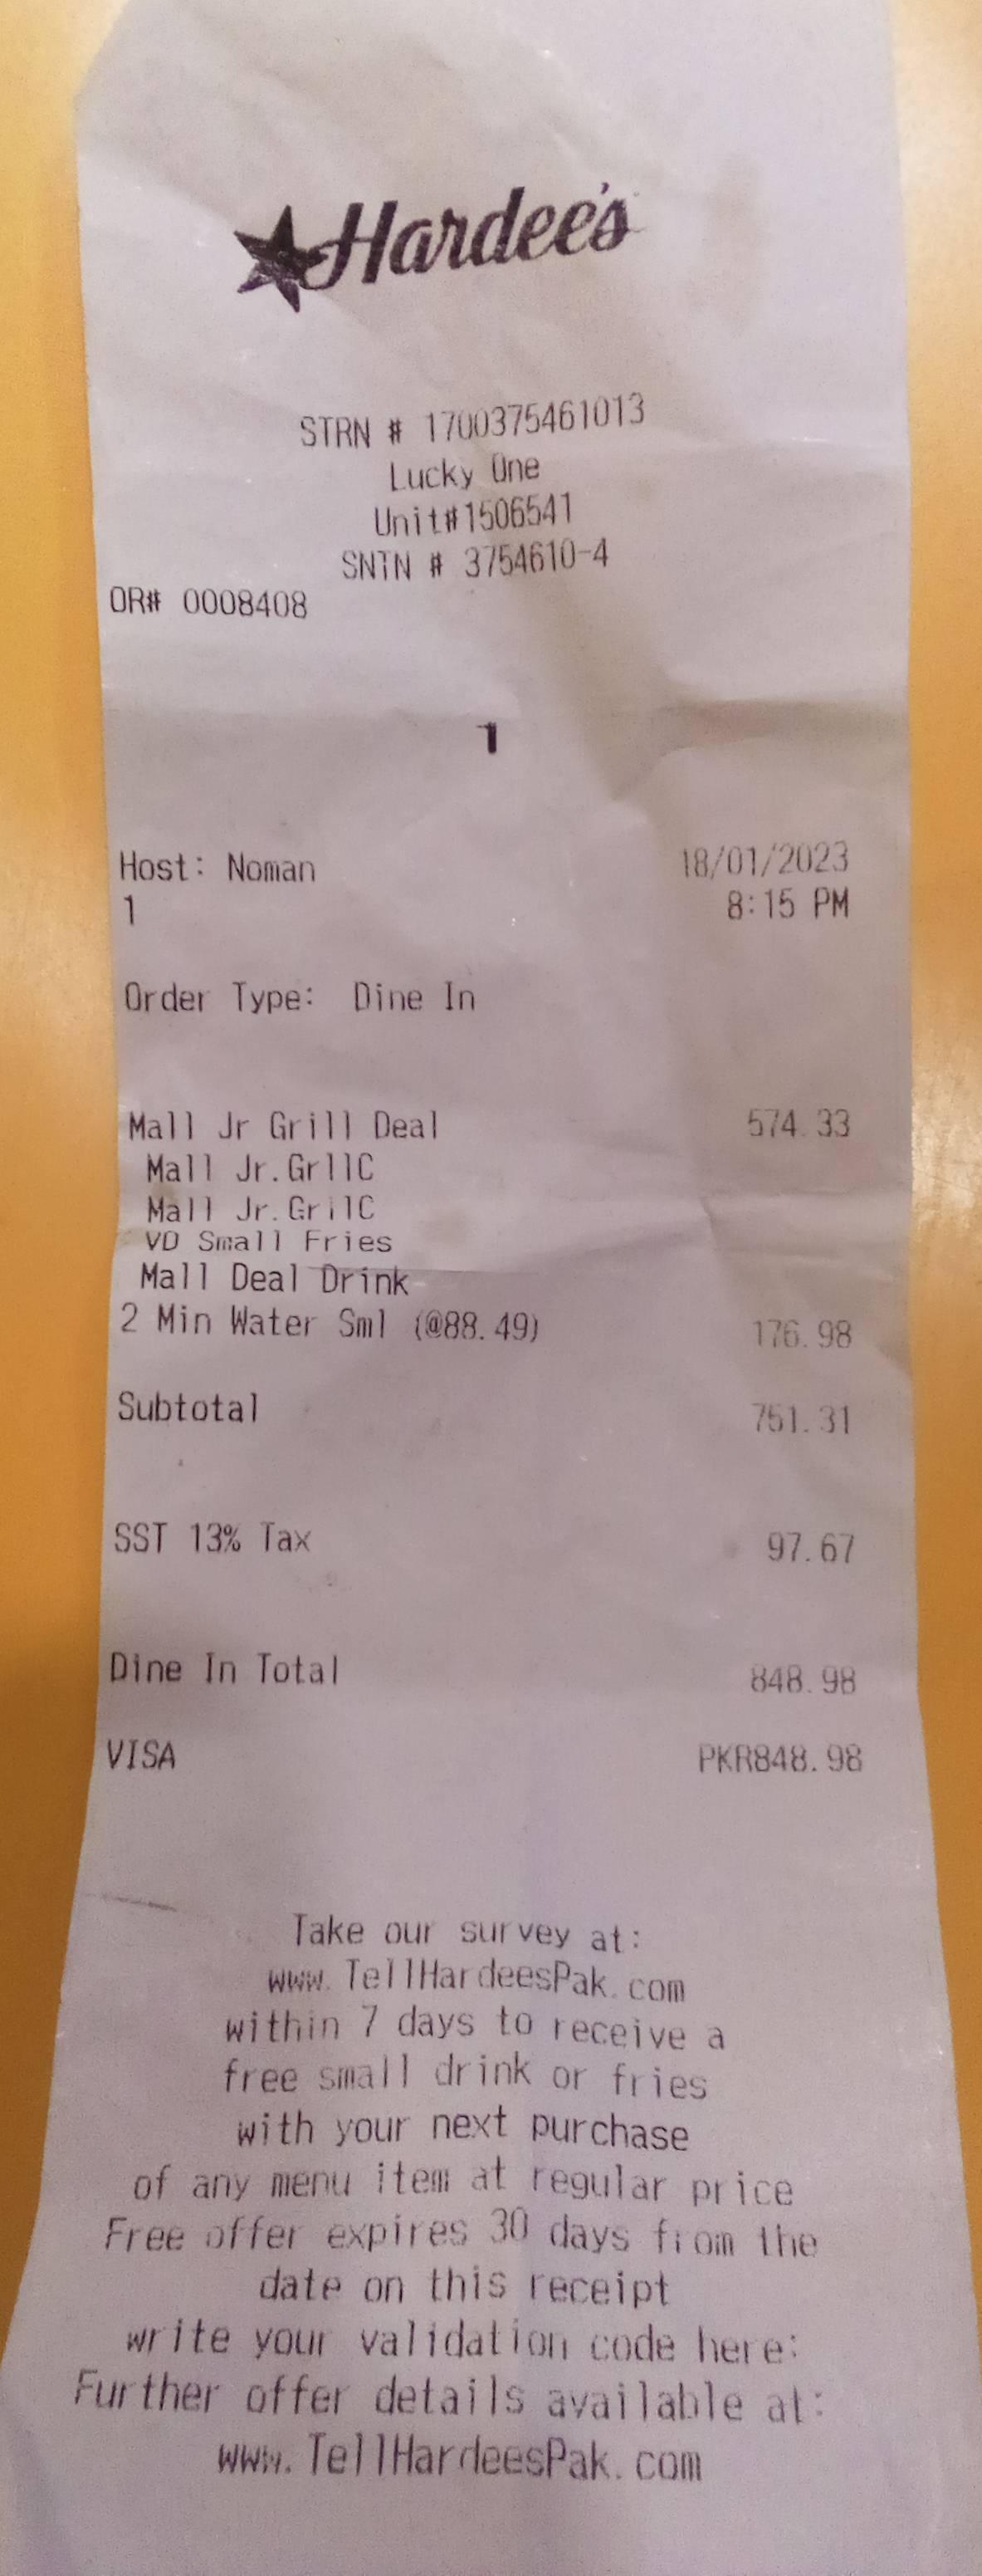 Hardee's
STRN # 1700375461013
Lucky One
Unit#1506541
SNTN # 3754610-4
OR# 0008408
1
Host: Noman 18/01/2023
1 8:15 PM
Order Type: Dine In
Mall Jr Grill Deal 574.33
Mall Jr.GrllC
Mall Jr.GrilC
VD Small Fries
Mall Deal Drink
2 Min Water Sml (@88.49) 176.98
Subtotal 751.31
SST 13% Tax 97.67
Dine In Total 848.98
VISA PKR848.98
Take our survey at:
www.TellHardeesPak.com
within 7 days to receive a
free small drink or fries
with your next purchase
of any menu item at regular price
Free offer expires 30 days from the
date on this receipt
write your validation code here:
Further offer details available at:
www.TellHardeesPak.com